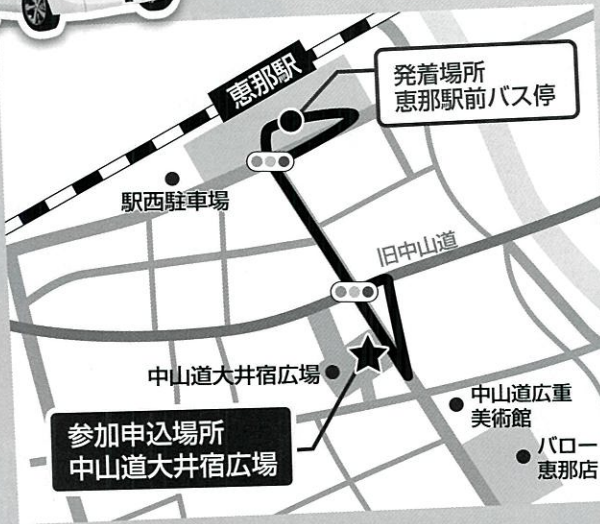 恵那駅
発着場所
恵那駅前バス停
駅西駐車場
旧中山道
中山道大井宿広場
中山道広重
美術館
参加申込場所
中山道大井宿広場
バロー
恵那店